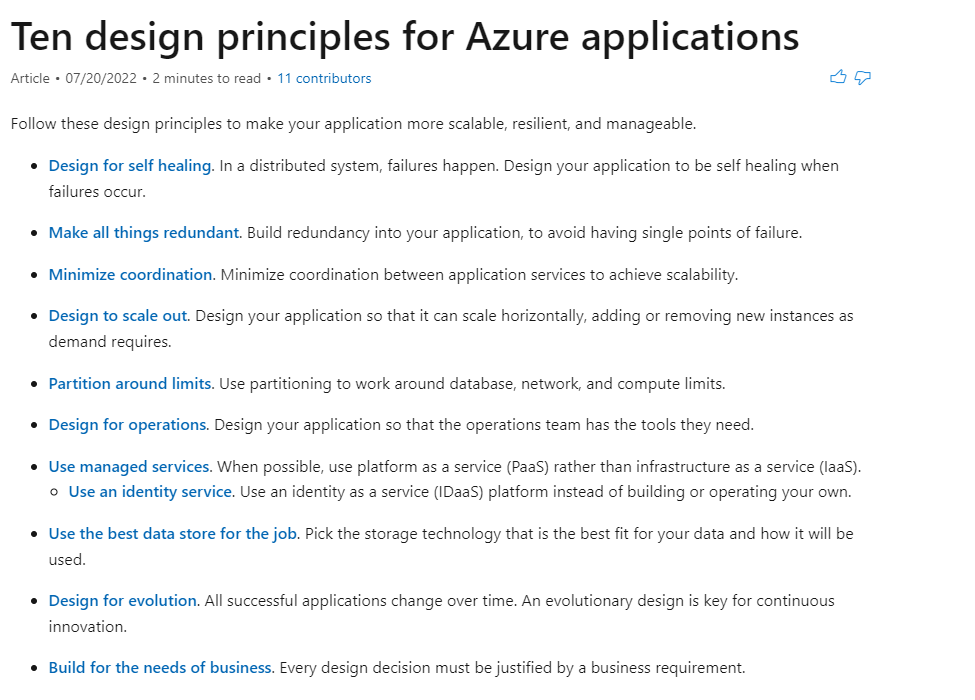 Ten design principles for Azure applications
Article • 07/20/2022 • 2 minutes to read • 11 contributors
Follow these design principles to make your application more scalable, resilient, and manageable.
• Design for self healing. In a distributed system, failures happen. Design your application to be self healing when
failures occur.
• Make all things redundant. Build redundancy into your application, to avoid having single points of failure.
• Minimize coordination. Minimize coordination between application services to achieve scalability.
• Design to scale out. Design your application so that it can scale horizontally, adding or removing new instances as
demand requires.
• Partition around limits. Use partitioning to work around database, network, and compute limits.
• Design for operations. Design your application so that the operations team has the tools they need.
• Use managed services. When possible, use platform as a service (PaaS) rather than infrastructure as a service (IaaS).
○ Use an identity service. Use an identity as a service (IDaaS) platform instead of building or operating your own.
• Use the best data store for the job. Pick the storage technology that is the best fit for your data and how it will be
used.
• Design for evolution. All successful applications change over time. An evolutionary design is key for continuous
innovation.
• Build for the needs of business. Every design decision must be justified by a business requirement.